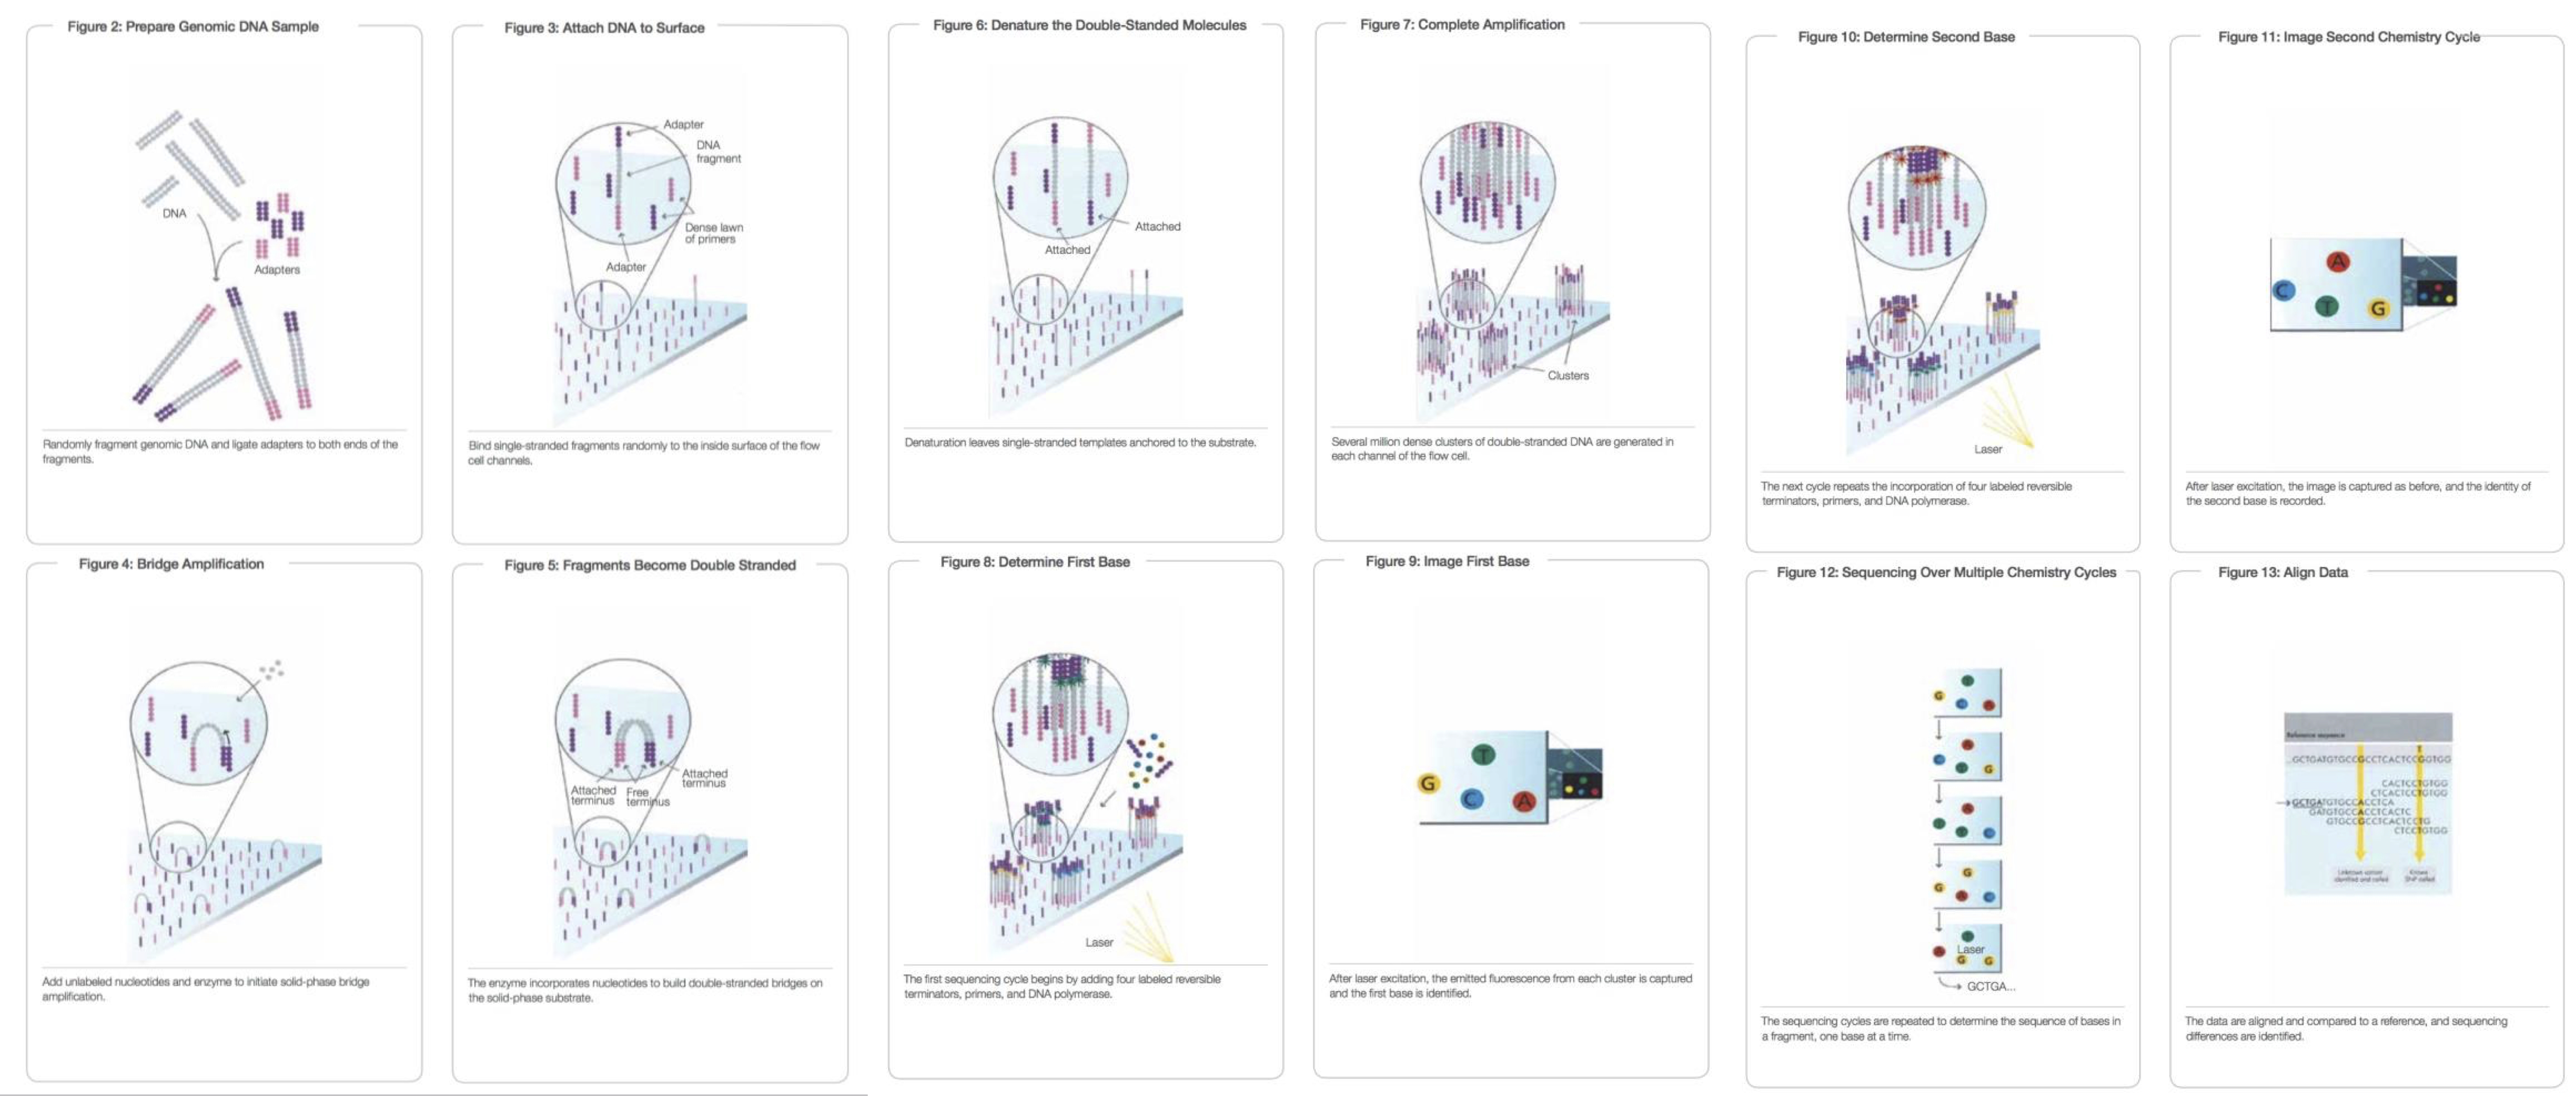 Figure 2: Prepare Genomic DNA Sample
DNA
Adapters
Randomly fragment genomic DNA and ligate adapters to both ends of the
fragments.
Figure 3: Attach DNA to Surface
Adapter
DNA
fragment
Dense lawn
of primers
Adapter
Bind single-stranded fragments randomly to the inside surface of the flow
cell channels.
Figure 4: Bridge Amplification
Add unlabeled nucleotides and enzyme to initiate solid-phase bridge
amplification.
Figure 5: Fragments Become Double Stranded
Attached
terminus
Free
terminus
Attached
terminus
The enzyme incorporates nucleotides to build double-stranded bridges on
the solid-phase substrate.
Figure 6: Denature the Double-Standed Molecules
Attached
Attached
Denaturation leaves single-stranded templates anchored to the substrate.
Figure 7: Complete Amplification
Clusters
Several million dense clusters of double-stranded DNA are generated in
each channel of the flow cell.
Figure 8: Determine First Base
Laser
The first sequencing cycle begins by adding four labeled reversible
terminators, primers, and DNA polymerase.
Figure 9: Image First Base
T
G
C
A
After laser excitation, the emitted fluorescence from each cluster is captured
and the first base is identified.
Figure 10: Determine Second Base
Laser
The next cycle repeats the incorporation of four labeled reversible
terminators, primers, and DNA polymerase.
Figure 11: Image Second Chemistry Cycle
A
C
T
G
After laser excitation, the image is captured as before, and the identity of
the second base is recorded.
Figure 12: Sequencing Over Multiple Chemistry Cycles
T
G
C
A
A
C
T
G
A
T
T
C
G
G
A
C
T
A
Laser
G
G
GCTGA...
The sequencing cycles are repeated to determine the sequence of bases in
a fragment, one base at a time.
Figure 13: Align Data
Reference sequence
T
...GCTGATGTGCCGCCTCACTCCGGTGG
CACTCCTGTGG
CTCACTCCTGTGG
GCTGATGTGCCACCTCA
GATGTGCCACCTCACTC
GTGCCGCCTCACTCCTG
CTCCTGTGG
Unknown variant
identified and called
Known
SNP called
The data are aligned and compared to a reference, and sequencing
differences are identified.